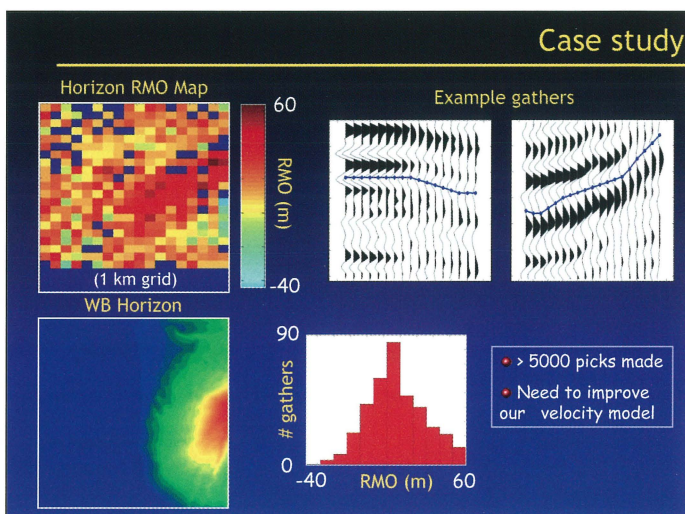 Case study
Horizon RMO Map
60
RMO (m)
-40
(1 km grid)
Example gathers
WB Horizon
90
# gathers
0
-40
RMO (m)
60
> 5000 picks made
Need to improve
our velocity model